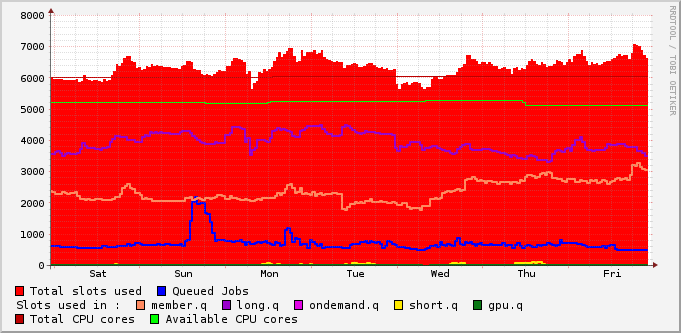 8000
7000
6000
5000
4000
3000
2000
1000
0
Sat Sun Mon Tue Wed Thu Fri
RRDTOOL / TOBI OETIKER
Total slots used Queued Jobs
Slots used in : member.q long.q ondemand.q short.q gpu.q
Total CPU cores Available CPU cores